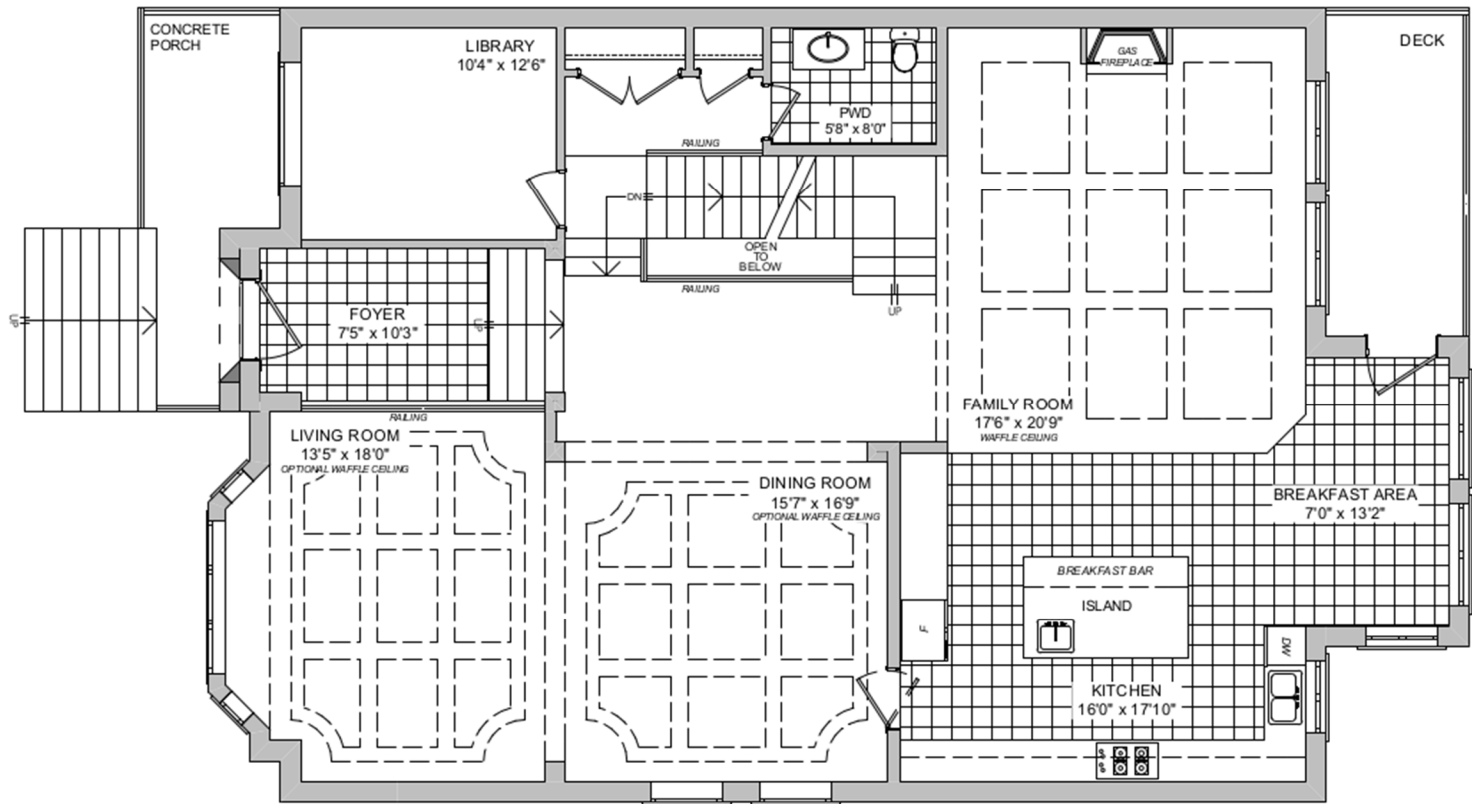 CONCRETE
PORCH
LIBRARY
10'4" x 12'6"
PWD
5'8" x 8'0"
GAS
FIREPLACE
DECK
RAILING
DN
OPEN
TO
BELOW
RAILING
UP
UP
FOYER
7'5" x 10'3"
UP
RAILING
LIVING ROOM
13'5" x 18'0"
OPTIONAL WAFFLE CEILING
DINING ROOM
15'7" x 16'9"
OPTIONAL WAFFLE CEILING
FAMILY ROOM
17'6" x 20'9"
WAFFLE CEILING
BREAKFAST AREA
7'0" x 13'2"
BREAKFAST BAR
ISLAND
F
DW
KITCHEN
16'0" x 17'10"